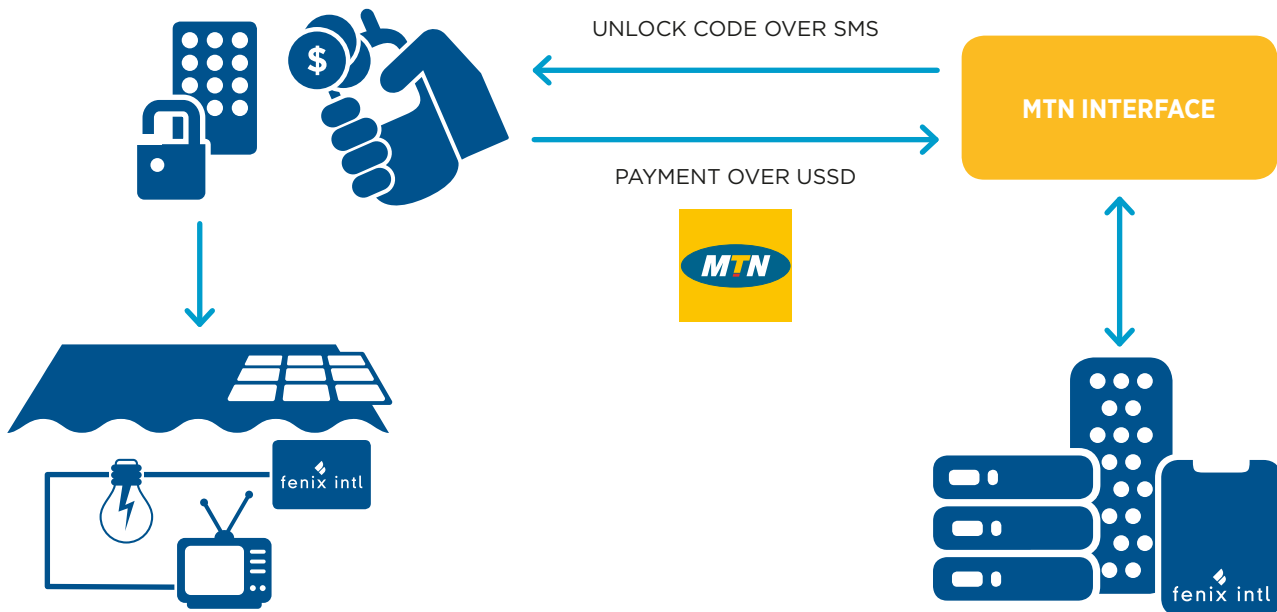 UNLOCK CODE OVER SMS
$
MTN INTERFACE
PAYMENT OVER USSD
MTN
fenix intl
fenix intl